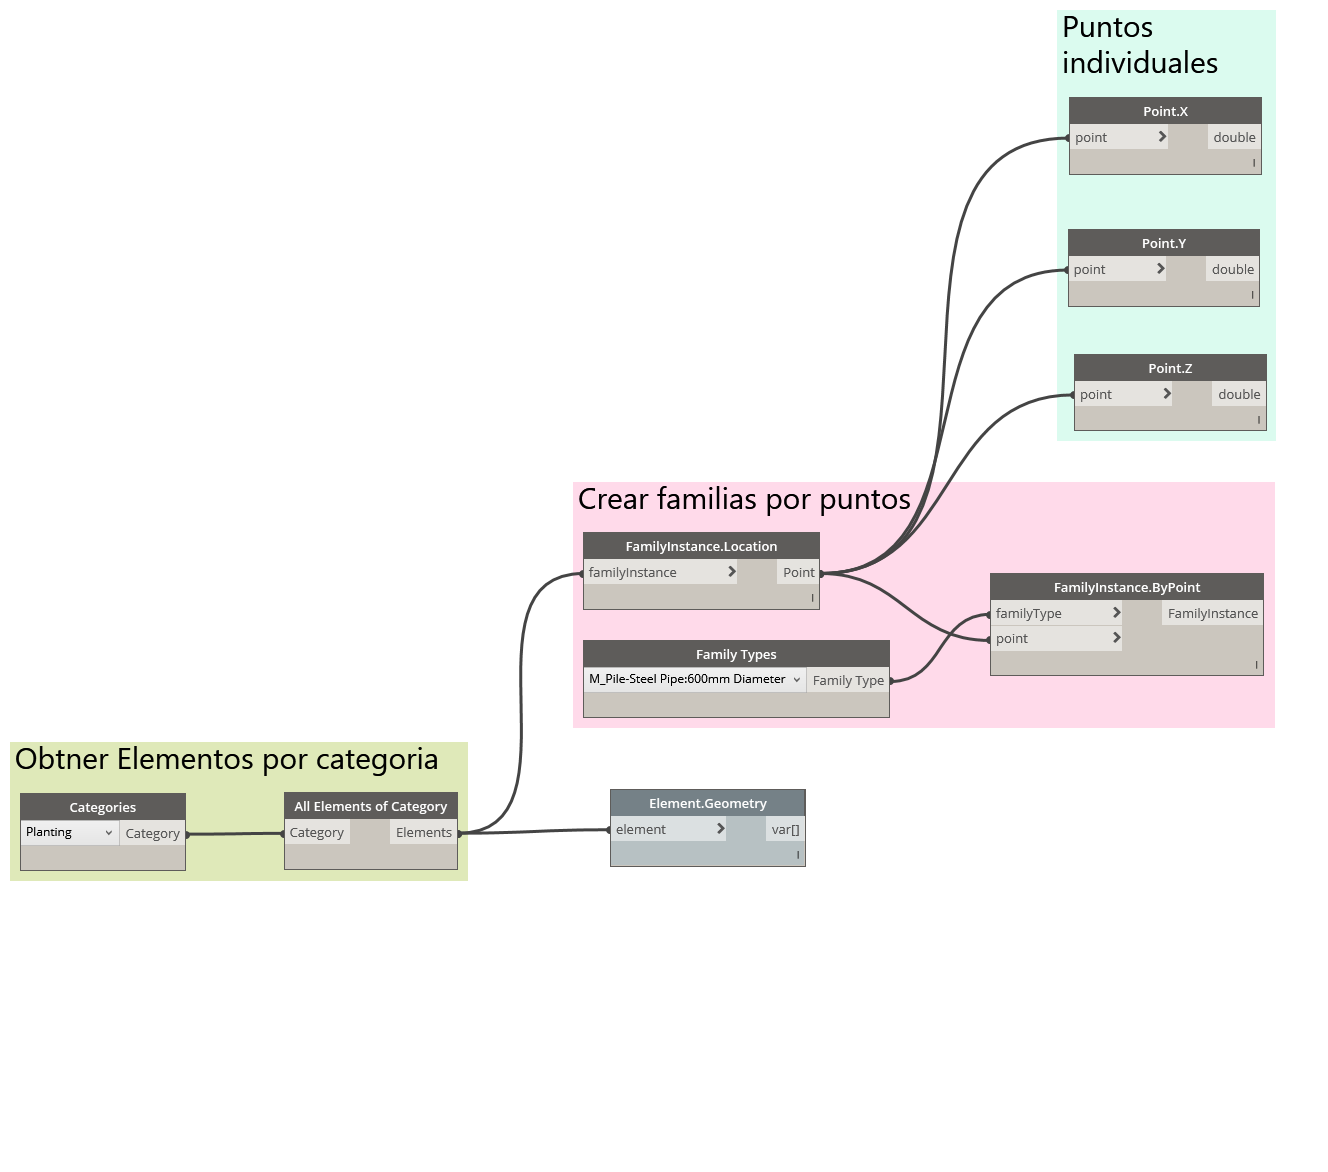 Puntos
individuales
Point.X
point > double
l
Point.Y
point > double
l
Point.Z
point > double
l
Crear familias por puntos
FamilyInstance.Location
familyInstance > Point
l
FamilyInstance.ByPoint
familyType > FamilyInstance
point >
l
Family Types
M_Pile-Steel Pipe:600mm Diameter Family Type
Obtner Elementos por categoria
Categories
Planting Category
All Elements of Category
Category Elements
Element.Geometry
element > var[]
l